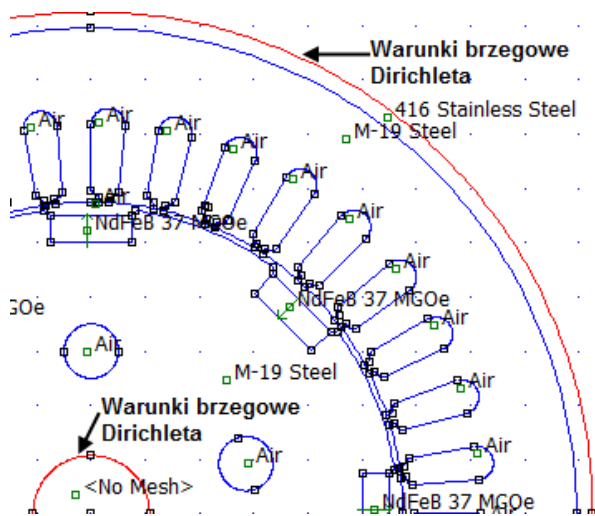 Warunki brzegowe
Dirichleta
416 Stainless Steel
M-19 Steel
Air
Air
Air
Air
Air
Air
NdFeB 37 MGOe
Air
Air
NdFeB 37 MGOe
GOe
Air
Air
Air
M-19 Steel
Air
Warunki brzegowe
Dirichleta
Air
Air
<No Mesh>
NdFeB 37 MGOe
Air